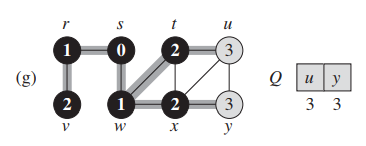 r s t u
1 0 2 3
(g) Q u y
2 1 2 3 3 3
v w x y